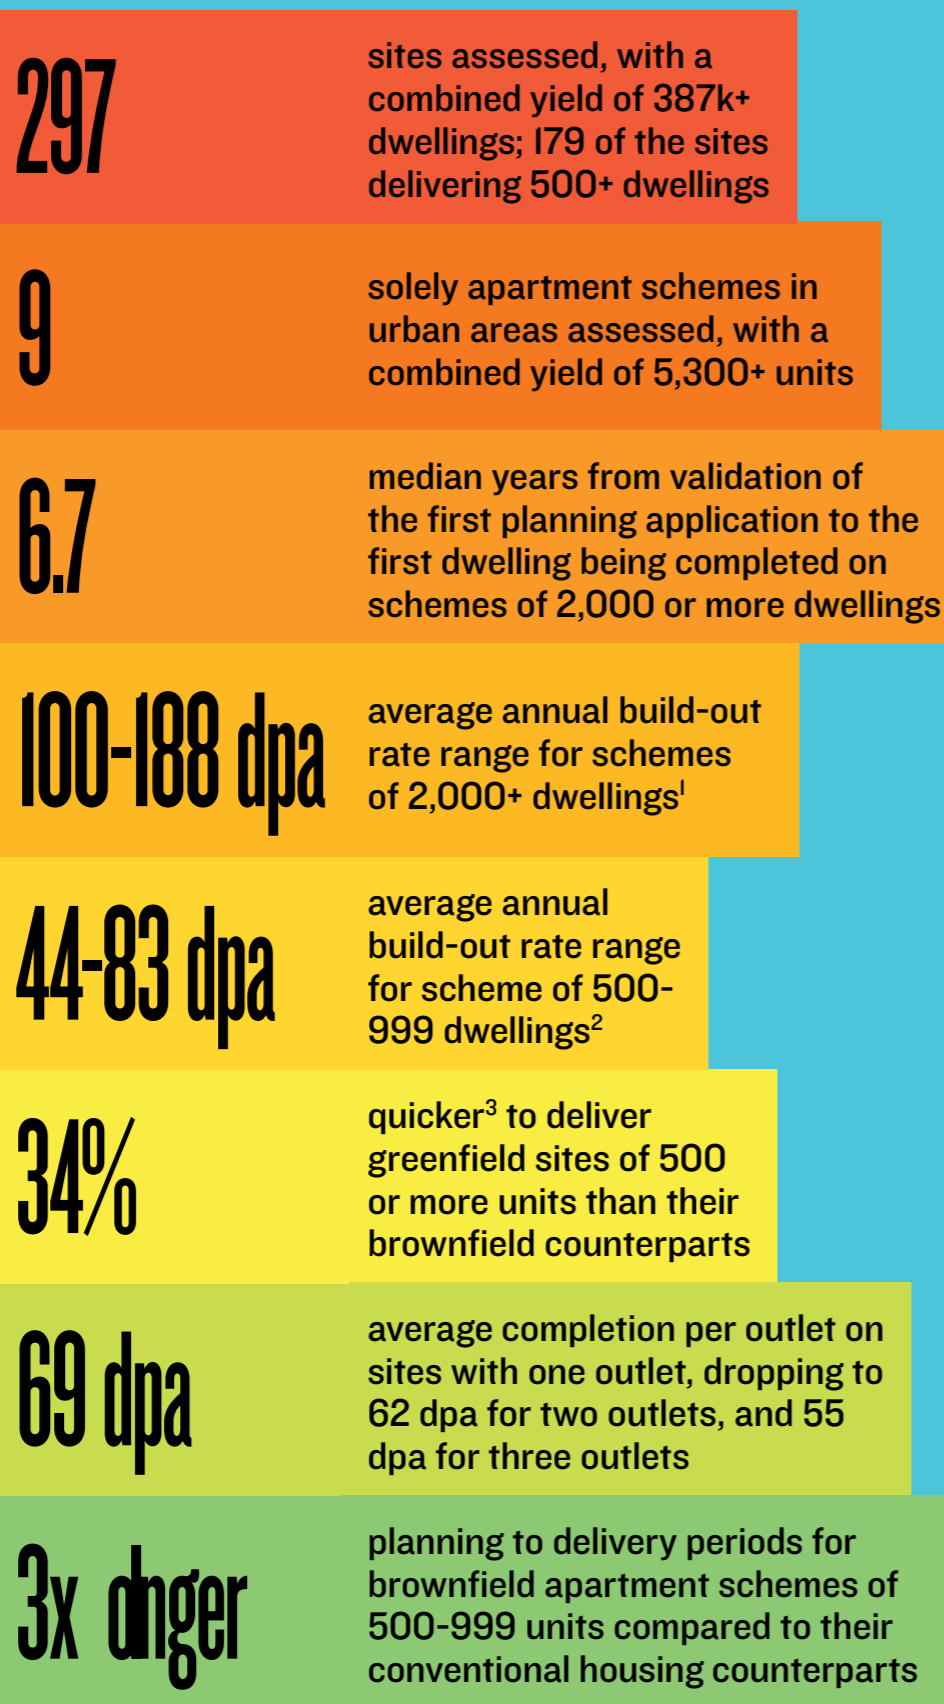 297
sites assessed, with a
combined yield of 387k+
dwellings; 179 of the sites
delivering 500+ dwellings
9
solely apartment schemes in
urban areas assessed, with a
combined yield of 5,300+ units
6.7
median years from validation of
the first planning application to the
first dwelling being completed on
schemes of 2,000 or more dwellings
100-188 dpa
average annual build-out
rate range for schemes
of 2,000+ dwellings¹
44-83 dpa
average annual
build-out rate range
for scheme of 500-
999 dwellings²
34%
quicker³ to deliver
greenfield sites of 500
or more units than their
brownfield counterparts
69 dpa
average completion per outlet on
sites with one outlet, dropping to
62 dpa for two outlets, and 55
dpa for three outlets
3x
planning to delivery periods for
brownfield apartment schemes of
500-999 units compared to their
conventional housing counterparts